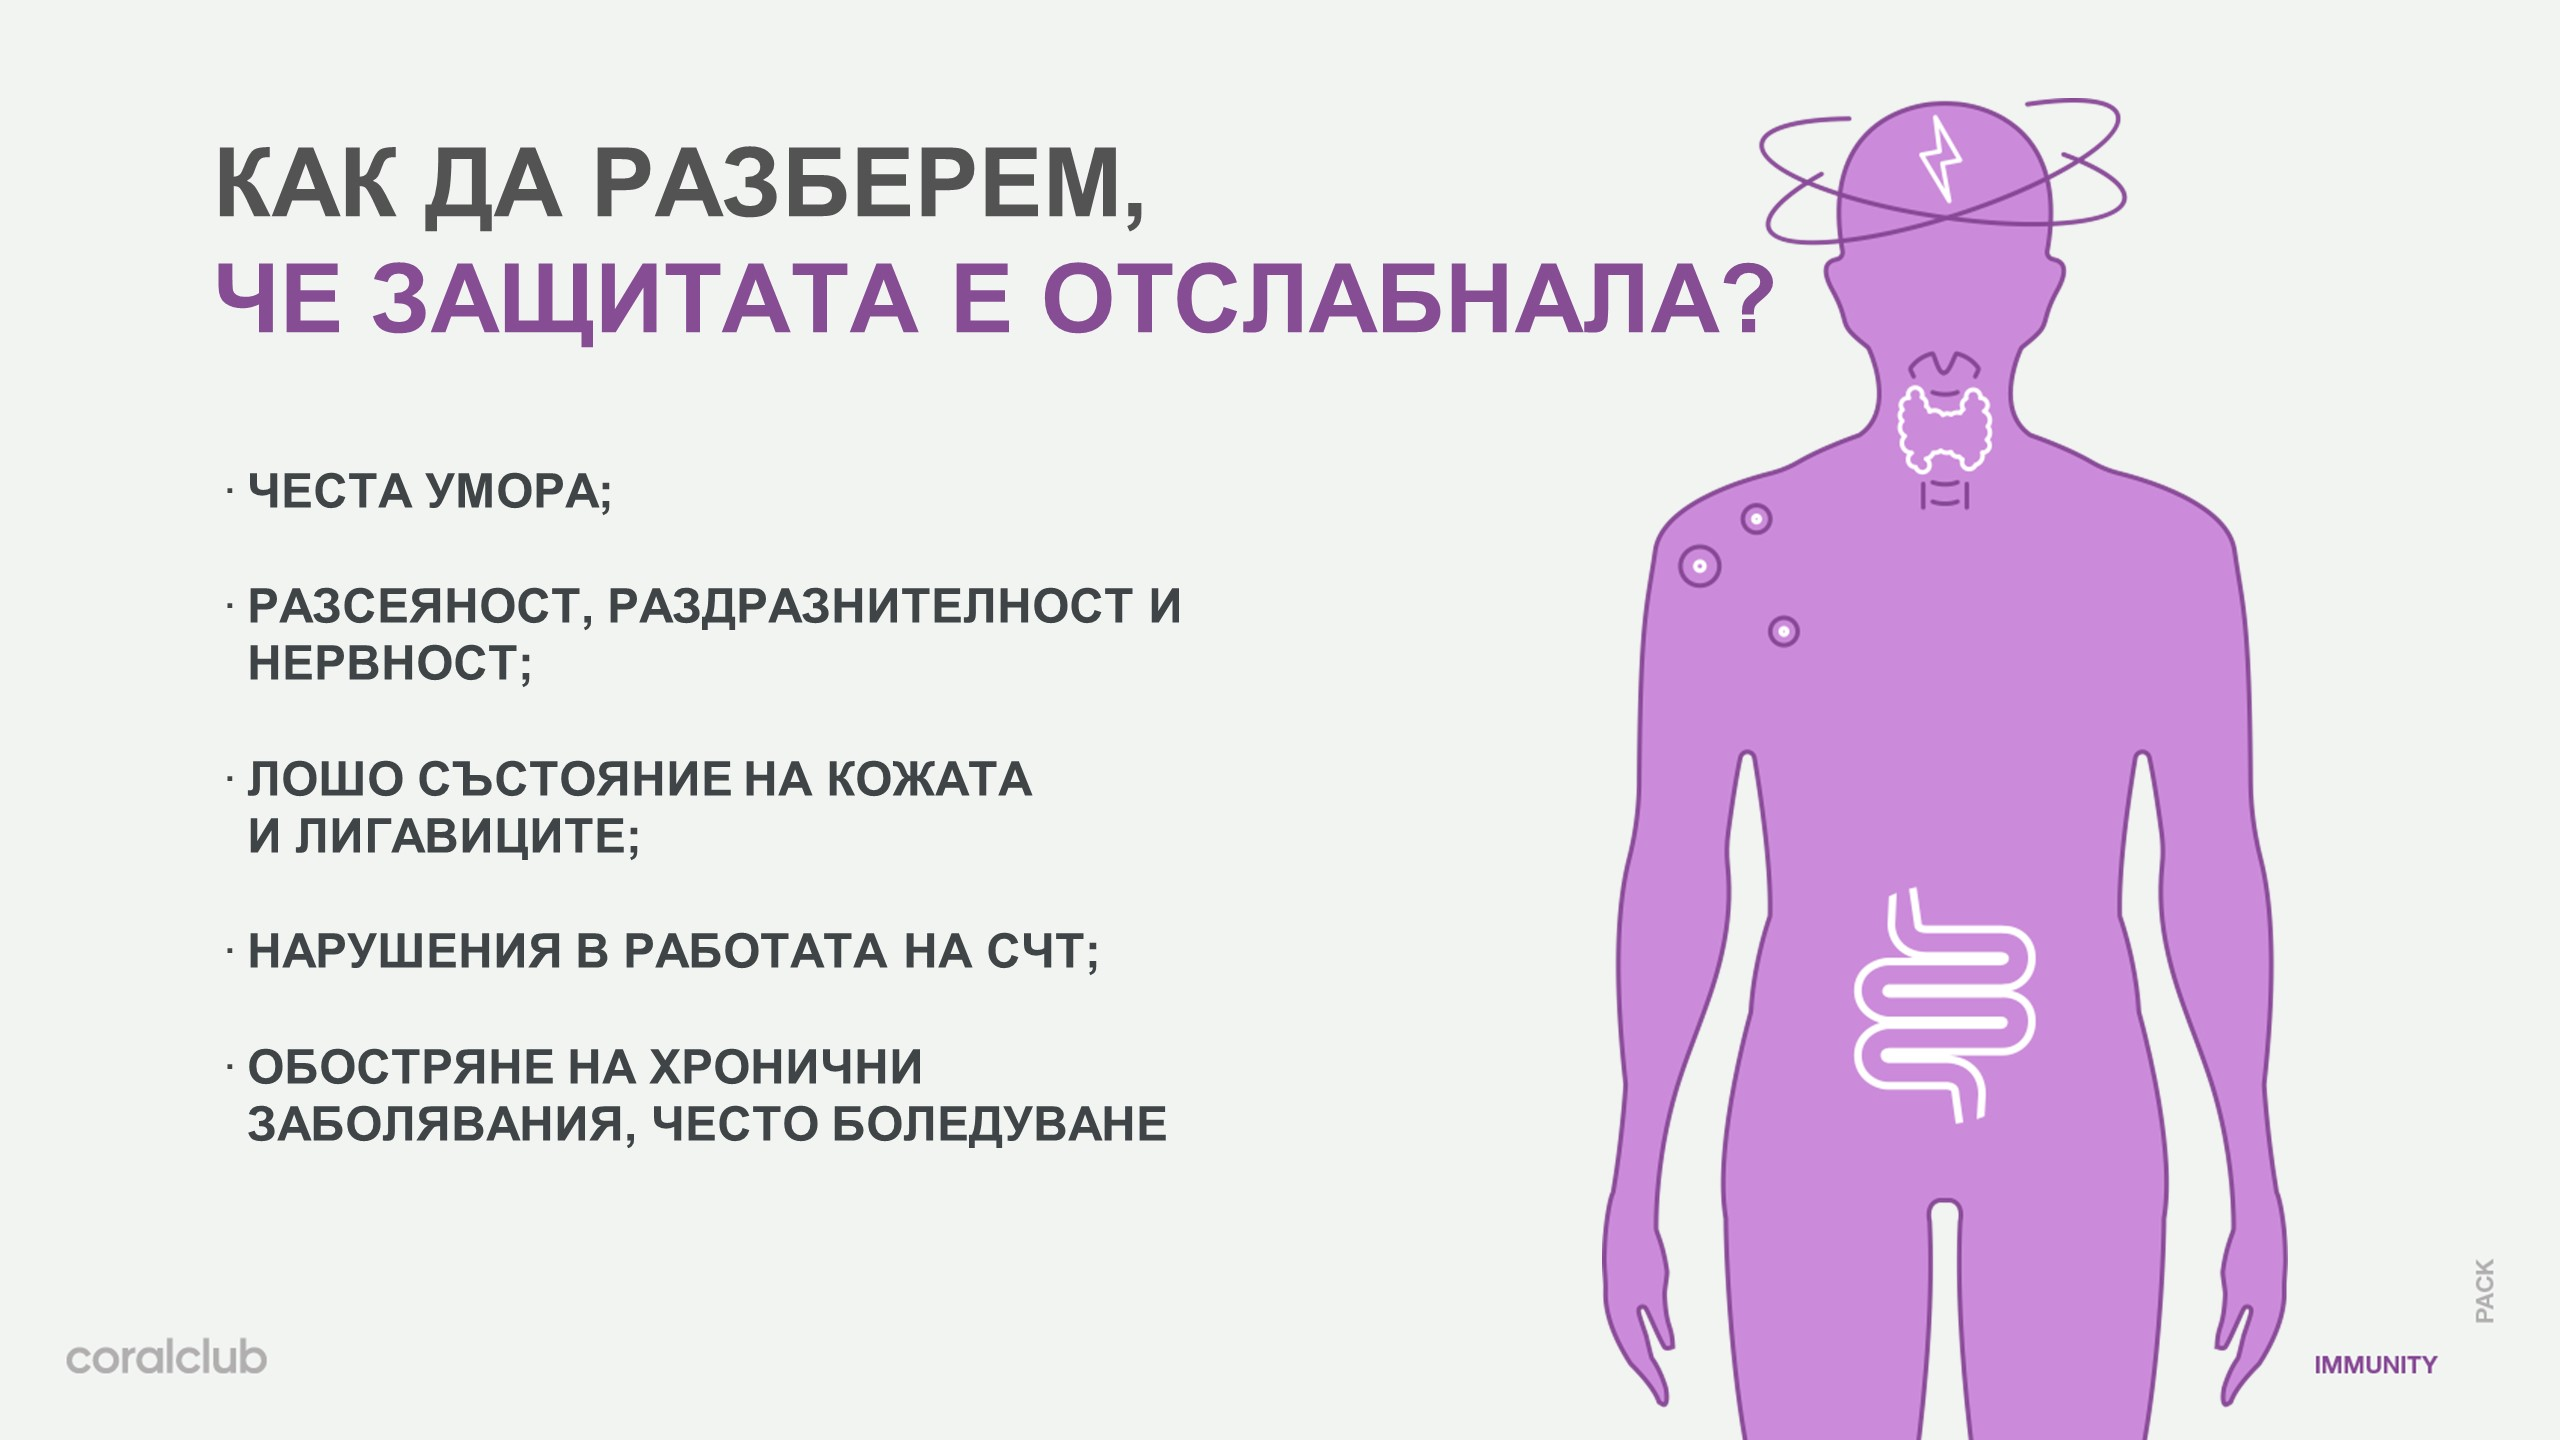 КАК ДА РАЗБЕРЕМ,
ЧЕ ЗАЩИТАТА Е ОТСЛАБНАЛА?
· ЧЕСТА УМОРА;
· РАЗСЕЯНОСТ, РАЗДРАЗНИТЕЛНОСТ И
НЕРВНОСТ;
· ЛОШО СЪСТОЯНИЕ НА КОЖАТА
И ЛИГАВИЦИТЕ;
· НАРУШЕНИЯ В РАБОТАТА НА СЧТ;
· ОБОСТРЯНЕ НА ХРОНИЧНИ
ЗАБОЛЯВАНИЯ, ЧЕСТО БОЛЕДУВАНЕ
coralclub
IMMUNITY
PACK